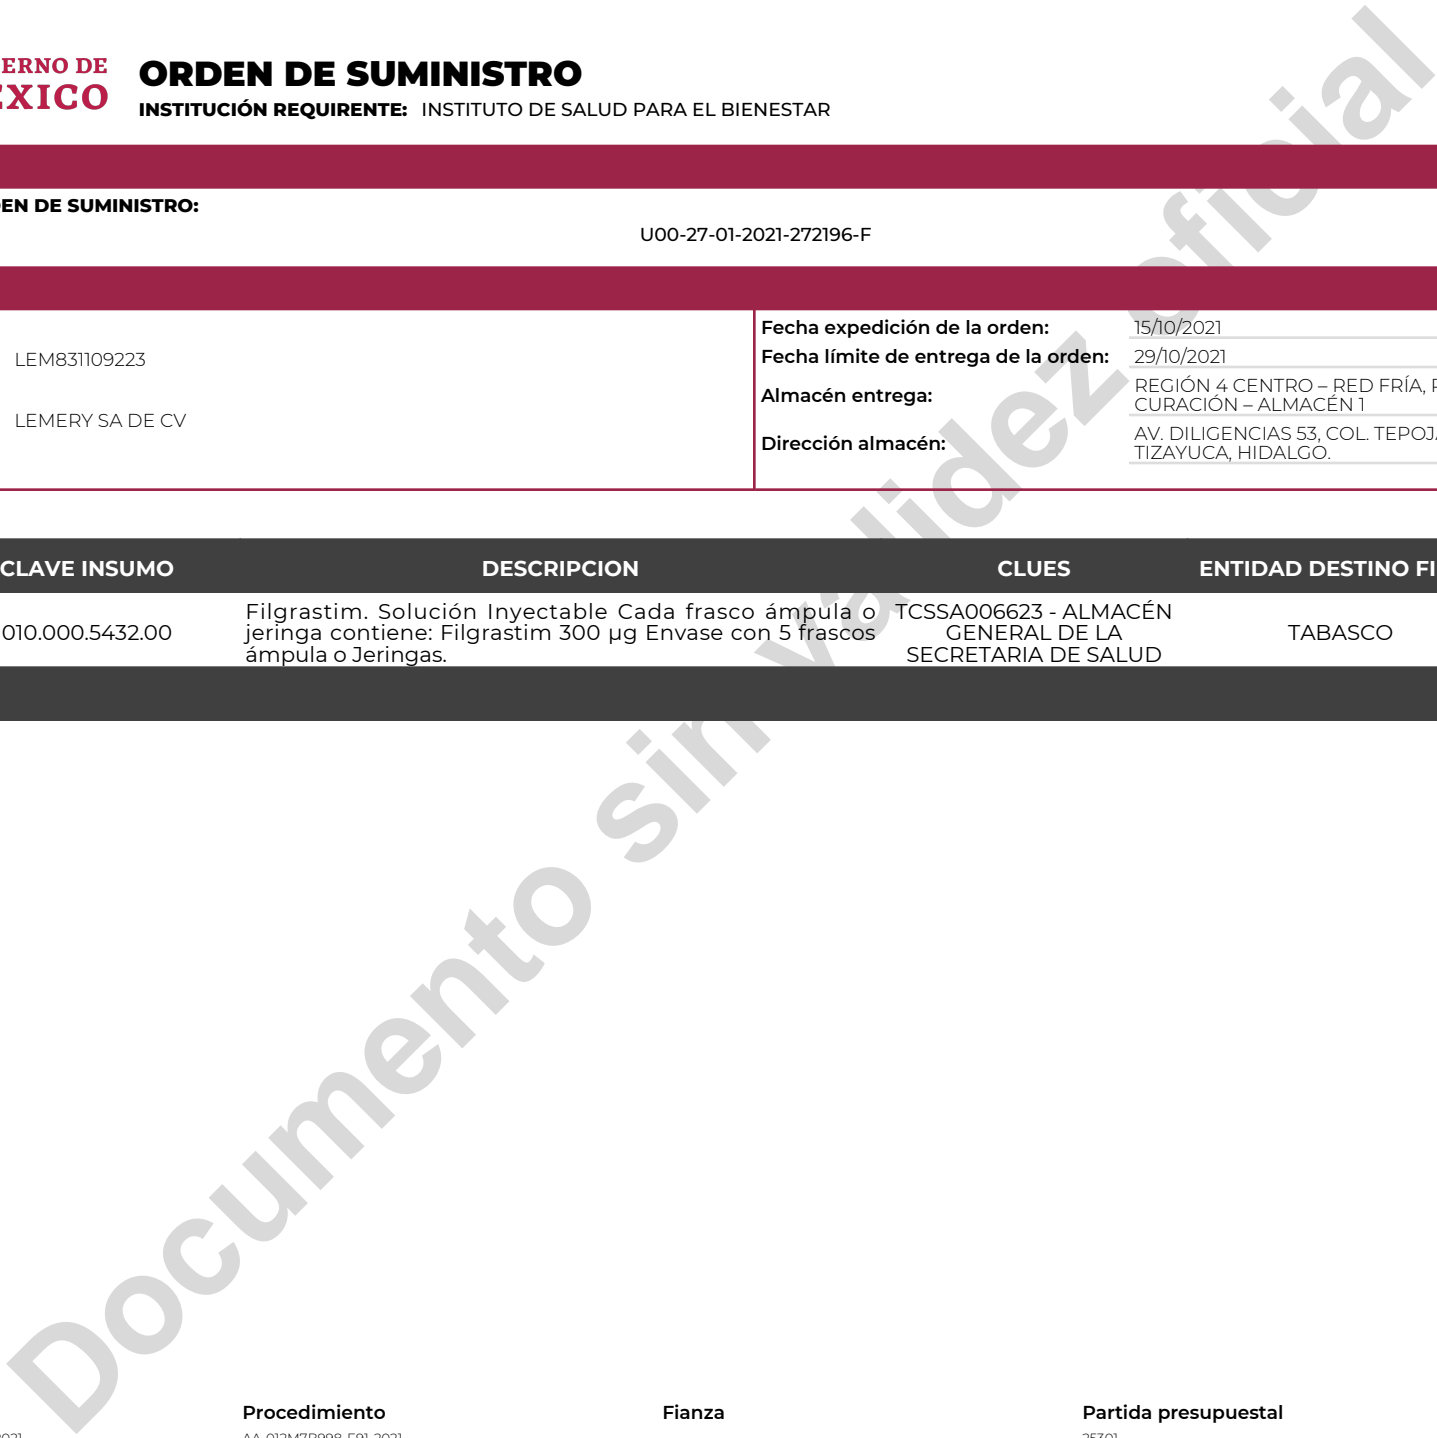 ORDEN DE SUMINISTRO
INSTITUCIÓN REQUIRENTE: INSTITUTO DE SALUD PARA EL BIENESTAR
DE SUMINISTRO:
U00-27-01-2021-272196-F
LEM831109223
LEMERY SA DE CV
Fecha expedición de la orden: 15/10/2021
Fecha límite de entrega de la orden: 29/10/2021
Almacén entrega:
REGIÓN 4 CENTRO – RED FRÍA,
CURACIÓN – ALMACÉN 1
Dirección almacén:
AV. DILIGENCIAS 53, COL.
TIZAYUCA, HIDALGO.
CLAVE INSUMO DESCRIPCION CLUES ENTIDAD DESTINO
010.000.5432.00
Filgrastim. Solución Inyectable Cada frasco ámpula o
jeringa contiene: Filgrastim 300 µg Envase con 5 frascos
ámpula o Jeringas.
TCSSA006623 - ALMACÉN
GENERAL DE LA
SECRETARIA DE SALUD
TABASCO
Documento sin validez oficial
Procedimiento Fianza Partida presupuestal